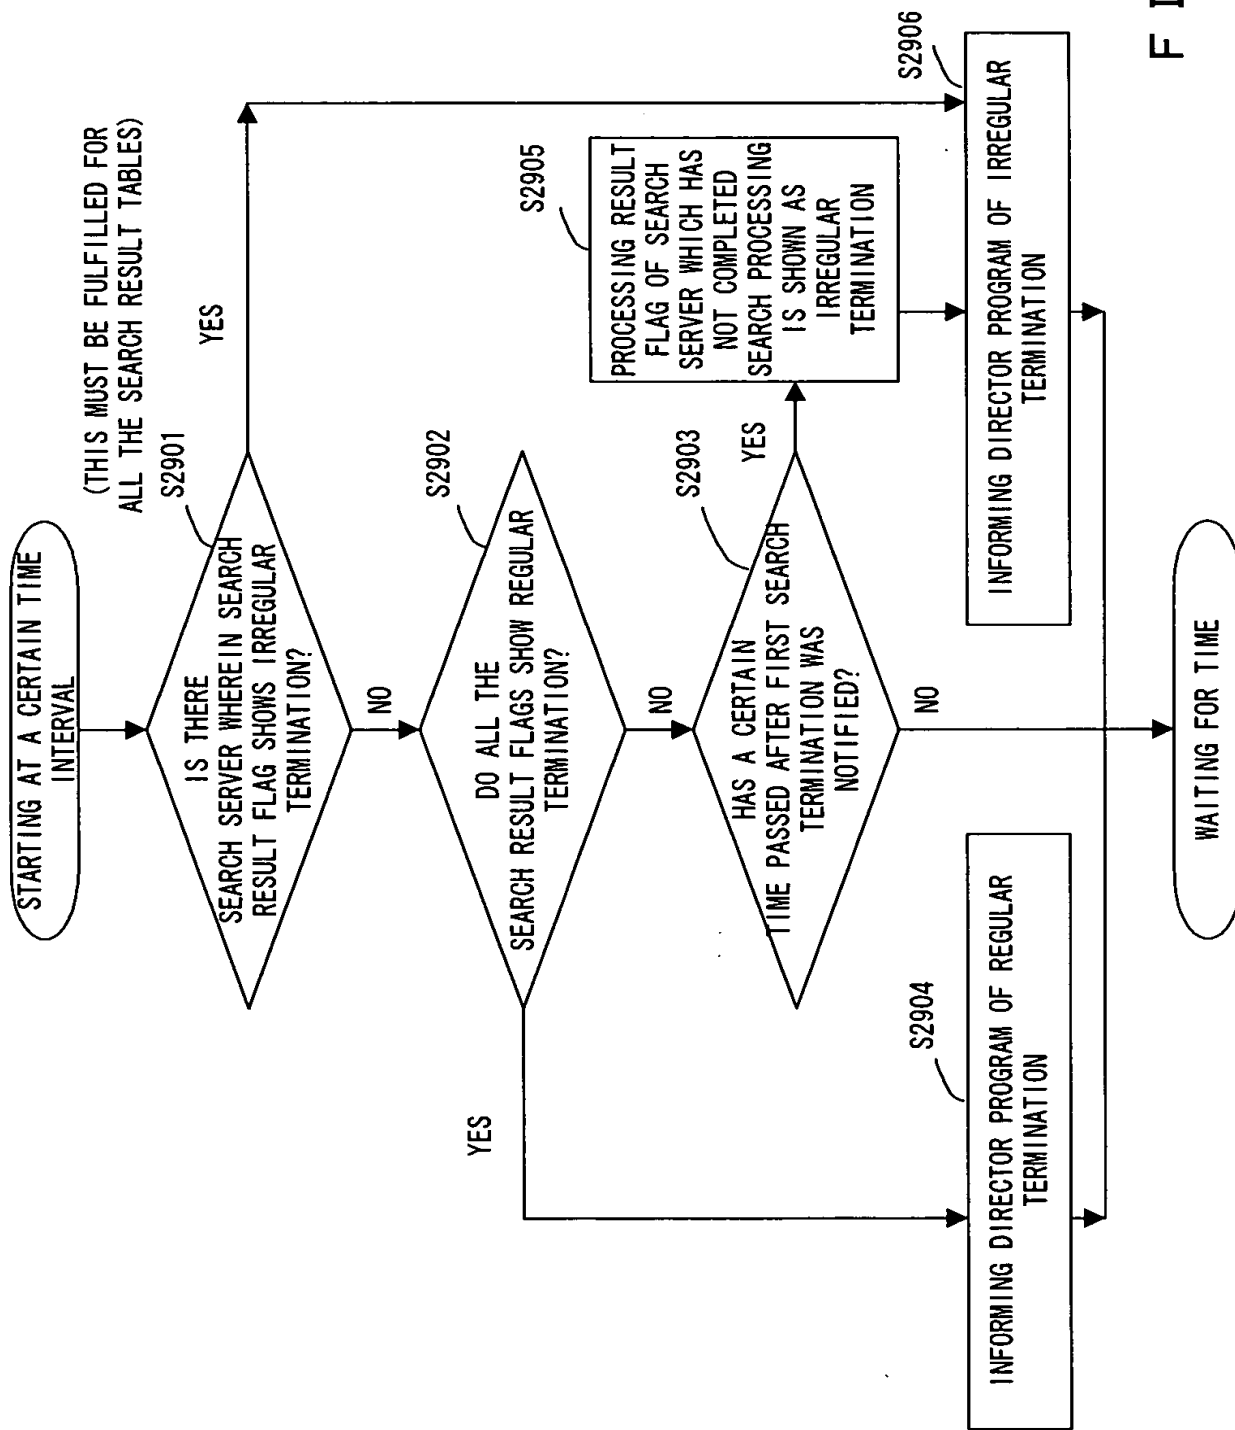 STARTING AT A CERTAIN TIME
INTERVAL
(THIS MUST BE FULFILLED FOR
ALL THE SEARCH RESULT TABLES)
S2901
IS THERE
SEARCH SERVER WHEREIN SEARCH
RESULT FLAG SHOWS IRREGULAR
TERMINATION?
YES
NO
S2902
DO ALL THE
SEARCH RESULT FLAGS SHOW REGULAR
TERMINATION?
YES
NO
S2903
HAS A CERTAIN
TIME PASSED AFTER FIRST SEARCH
TERMINATION WAS
NOTIFIED?
YES
NO
S2905
PROCESSING RESULT
FLAG OF SEARCH
SERVER WHICH HAS
NOT COMPLETED
SEARCH PROCESSING
IS SHOWN AS
IRREGULAR
TERMINATION
S2904
INFORMING DIRECTOR PROGRAM OF REGULAR
TERMINATION
S2906
INFORMING DIRECTOR PROGRAM OF IRREGULAR
TERMINATION
WAITING FOR TIME
F I